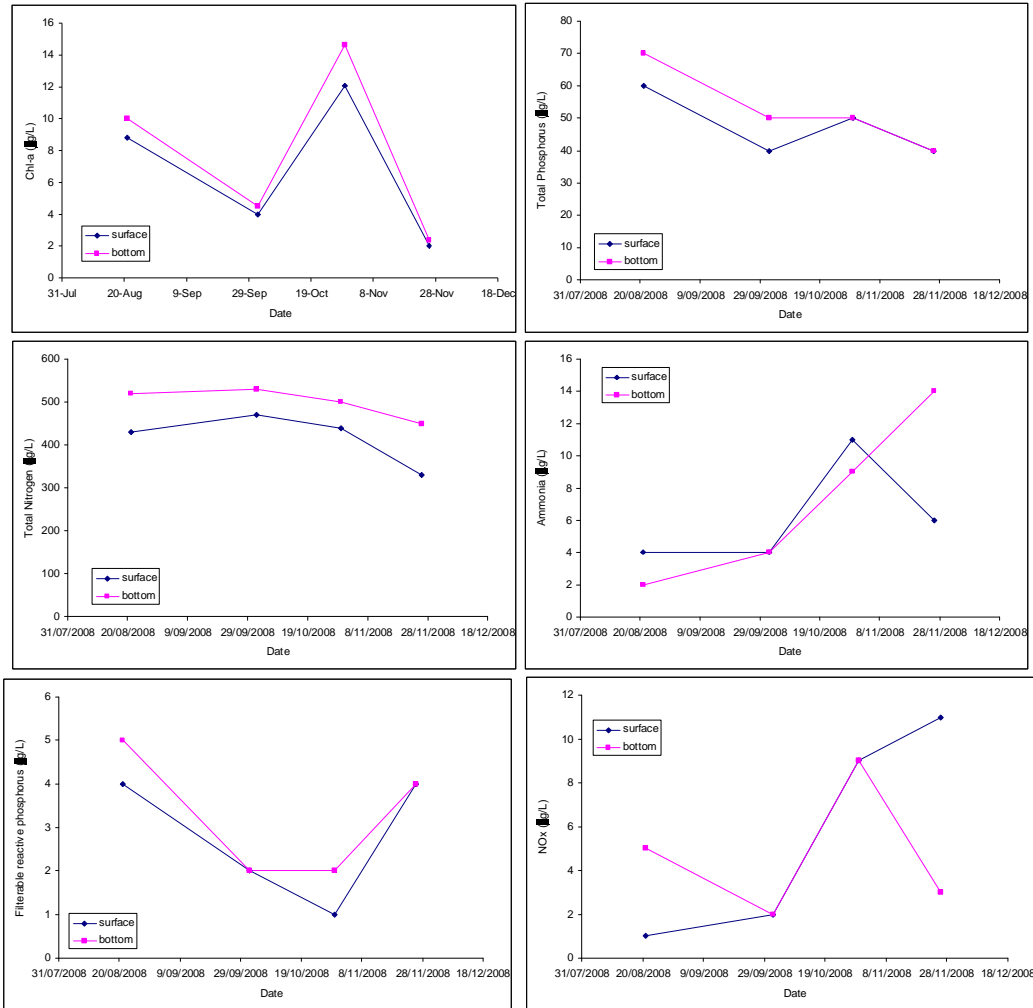 16
14
12
10
8
6
4
2
0
Chl-a (g/L)
surface
bottom
31-Jul 20-Aug 9-Sep 29-Sep 19-Oct 8-Nov 28-Nov 18-Dec
Date
80
70
60
50
40
30
20
10
0
Total Phosphorus (g/L)
surface
bottom
31/07/2008 20/08/2008 9/09/2008 29/09/2008 19/10/2008 8/11/2008 28/11/2008 18/12/2008
Date
600
500
400
300
200
100
0
Total Nitrogen (g/L)
surface
bottom
31/07/2008 20/08/2008 9/09/2008 29/09/2008 19/10/2008 8/11/2008 28/11/2008 18/12/2008
Date
16
14
12
10
8
6
4
2
0
Ammonia (g/L)
surface
bottom
31/07/2008 20/08/2008 9/09/2008 29/09/2008 19/10/2008 8/11/2008 28/11/2008 18/12/2008
Date
6
5
4
3
2
1
0
Filterable reactive phosphorus (g/L)
surface
bottom
31/07/2008 20/08/2008 9/09/2008 29/09/2008 19/10/2008 8/11/2008 28/11/2008 18/12/2008
Date
12
10
8
6
4
2
0
NOx (g/L)
surface
bottom
31/07/2008 20/08/2008 9/09/2008 29/09/2008 19/10/2008 8/11/2008 28/11/2008 18/12/2008
Date